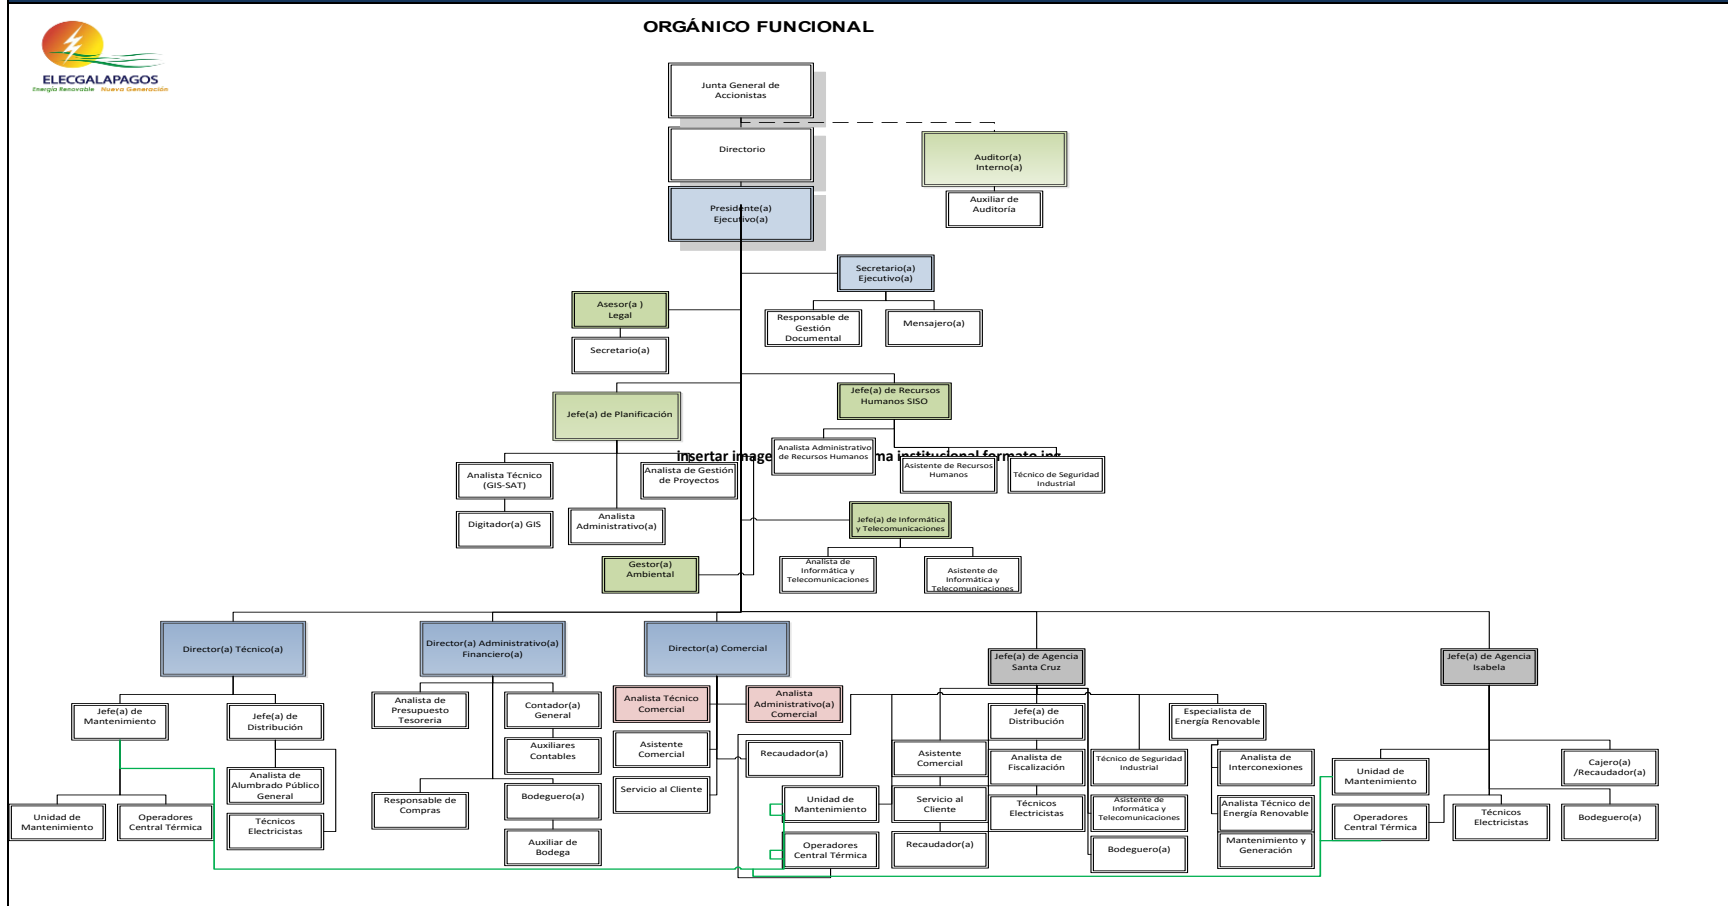 ORGÁNICO FUNCIONAL
ELECGALAPAGOS
Energía Renovable Nueva Generación
Junta General de
Accionistas
Directorio
Auditor(a)
Interno(a)
Auxiliar de
Auditoría
Presidente(a)
Ejecutivo(a)
Secretario(a)
Ejecutivo(a)
Responsable de
Gestión
Documental
Mensajero(a)
Asesor(a )
Legal
Secretario(a)
Jefe(a) de Planificación
Jefe(a) de Recursos
Humanos SISO
insertar image
ma institucional formato jpg
Analista Administrativo
de Recursos Humanos
Asistente de Recursos
Humanos
Técnico de Seguridad
Industrial
Analista Técnico
(GIS-SAT)
Analista de Gestión
de Proyectos
Digitador(a) GIS
Analista
Administrativo(a)
Jefe(a) de Informática
y Telecomunicaciones
Analista de
Informática y
Telecomunicaciones
Asistente de
Informática y
Telecomunicaciones
Gestor(a)
Ambiental
Director(a) Técnico(a)
Director(a) Administrativo(a)
Financiero(a)
Director(a) Comercial
Jefe(a) de Agencia
Santa Cruz
Jefe(a) de Agencia
Isabela
Jefe(a) de
Mantenimiento
Jefe(a) de
Distribución
Analista de
Alumbrado Público
General
Técnicos
Electricistas
Unidad de
Mantenimiento
Operadores
Central Térmica
Analista de
Presupuesto
Tesoreria
Contador(a)
General
Auxiliares
Contables
Responsable de
Compras
Bodeguero(a)
Auxiliar de
Bodega
Analista Técnico
Comercial
Analista
Administrativo(a)
Comercial
Asistente
Comercial
Recaudador(a)
Servicio al Cliente
Unidad de
Mantenimiento
Operadores
Central Térmica
Asistente
Comercial
Servicio al
Cliente
Recaudador(a)
Jefe(a) de
Distribución
Analista de
Fiscalización
Técnicos
Electricistas
Técnico de Seguridad
Industrial
Asistente de
Informática y
Telecomunicaciones
Bodeguero(a)
Especialista de
Energía Renovable
Analista de
Interconexiones
Analista Técnico de
Energía Renovable
Mantenimiento y
Generación
Unidad de
Mantenimiento
Operadores
Central Térmica
Técnicos
Electricistas
Cajero(a)
/Recaudador(a)
Bodeguero(a)